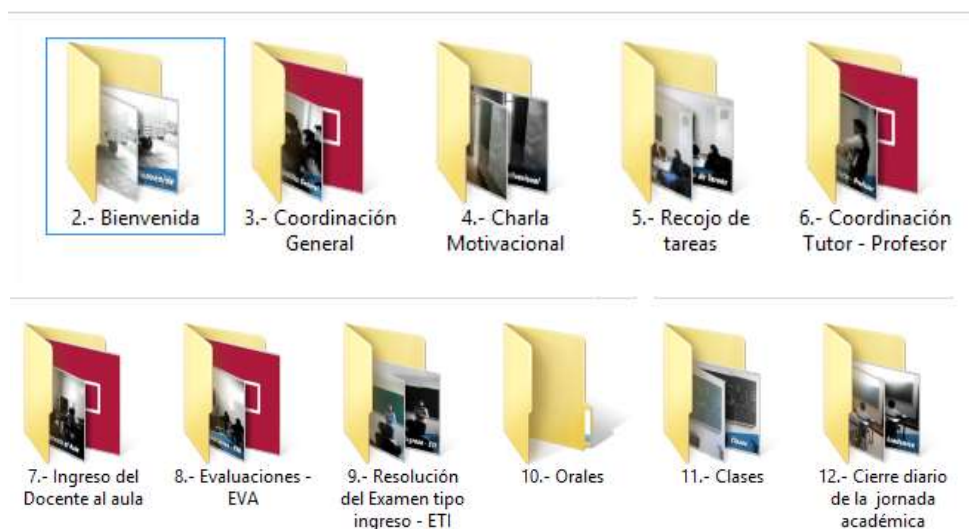 2.- Bienvenida
3.- Coordinación
General
4.- Charla
Motivacional
5.- Recojo de
tareas
6.- Coordinación
Tutor - Profesor
7.- Ingreso del
Docente al aula
8.- Evaluaciones -
EVA
9.- Resolución
del Examen tipo
ingreso - ETI
10.- Orales
11.- Clases
12.- Cierre diario
de la jornada
académica